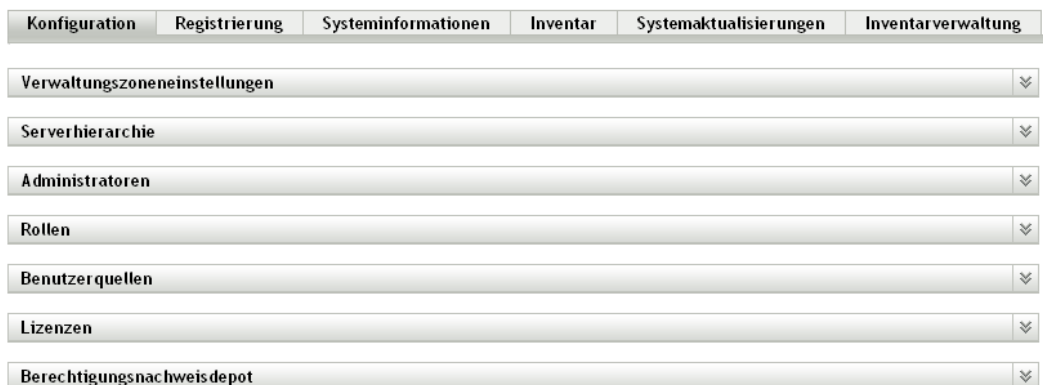 Konfiguration Registrierung Systeminformationen Inventar Systemaktualisierungen Inventarverwaltung
Verwaltungszoneneinstellungen
Serverhierarchie
Administratoren
Rollen
Benutzerquellen
Lizenzen
Berechtigungsnachweisdepot